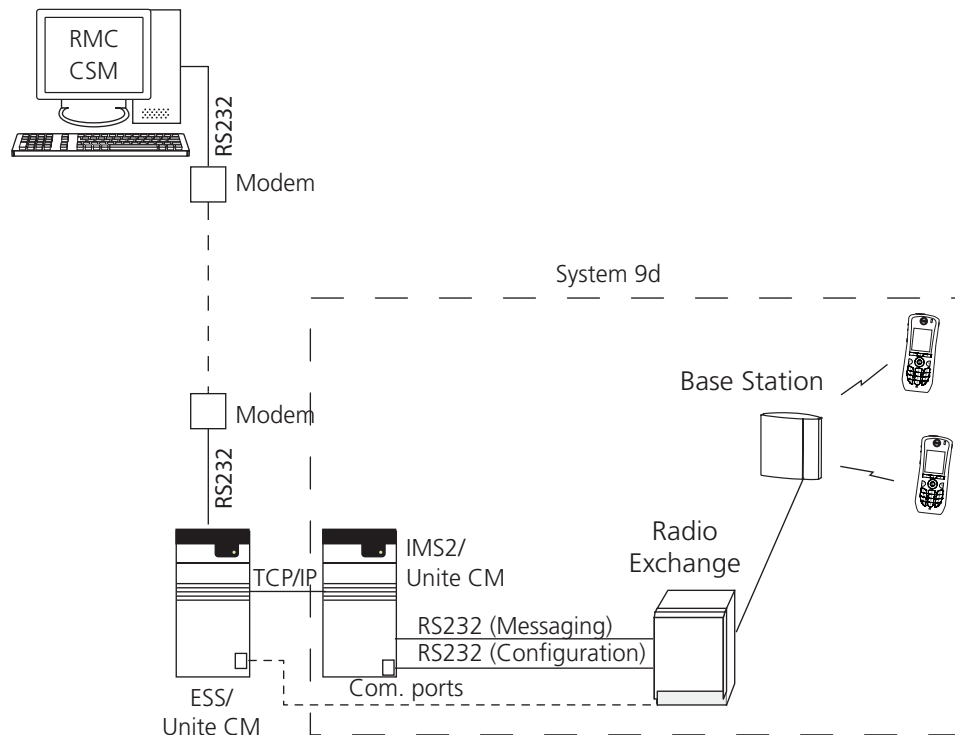 RMC
CSM
RS232
Modem
System 9d
Base Station
Modem
RS232
Radio
Exchange
IMS2/
Unite CM
TCP/IP
RS232 (Messaging)
RS232 (Configuration)
Com. ports
ESS/
Unite CM